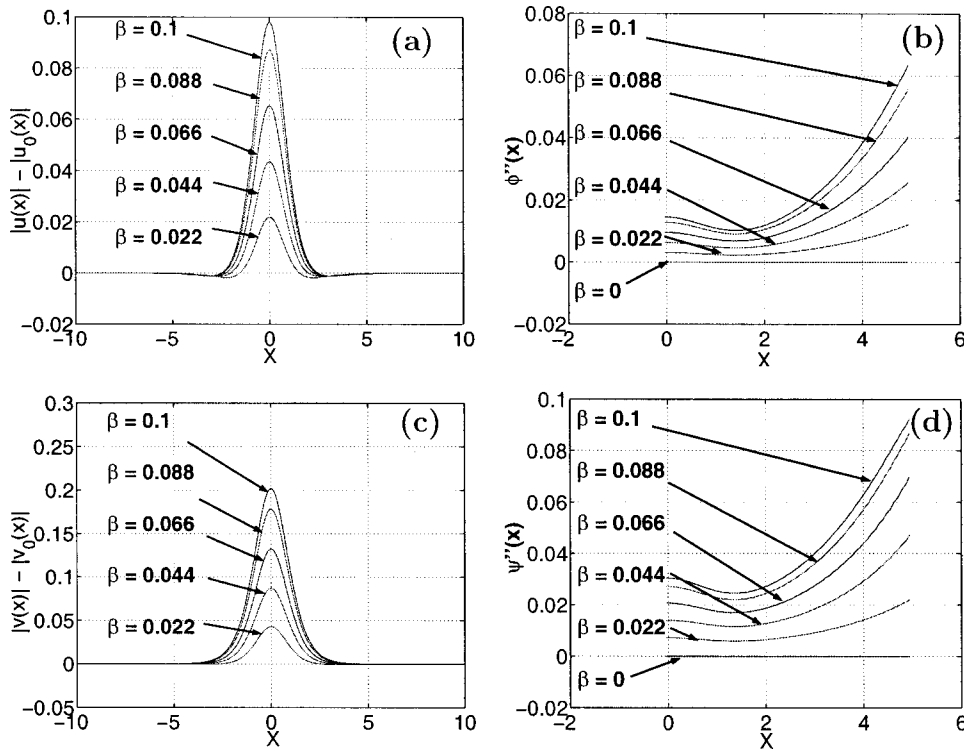 (a)
0.1
0.08
0.06
0.04
0.02
0
−0.02
−10
−5
0
5
10
X
|u(x)| − |u0(x)|
β = 0.1
β = 0.088
β = 0.066
β = 0.044
β = 0.022
(b)
0.08
0.06
0.04
0.02
0
−0.02
−2
0
2
4
6
X
ϕ''(x)
β = 0.1
β = 0.088
β = 0.066
β = 0.044
β = 0.022
β = 0
(c)
0.3
0.25
0.2
0.15
0.1
0.05
0
−0.05
−10
−5
0
5
10
X
|v(x)| − |v0(x)|
β = 0.1
β = 0.088
β = 0.066
β = 0.044
β = 0.022
(d)
0.1
0.08
0.06
0.04
0.02
0
−0.02
−2
0
2
4
6
X
ψ''(x)
β = 0.1
β = 0.088
β = 0.066
β = 0.044
β = 0.022
β = 0